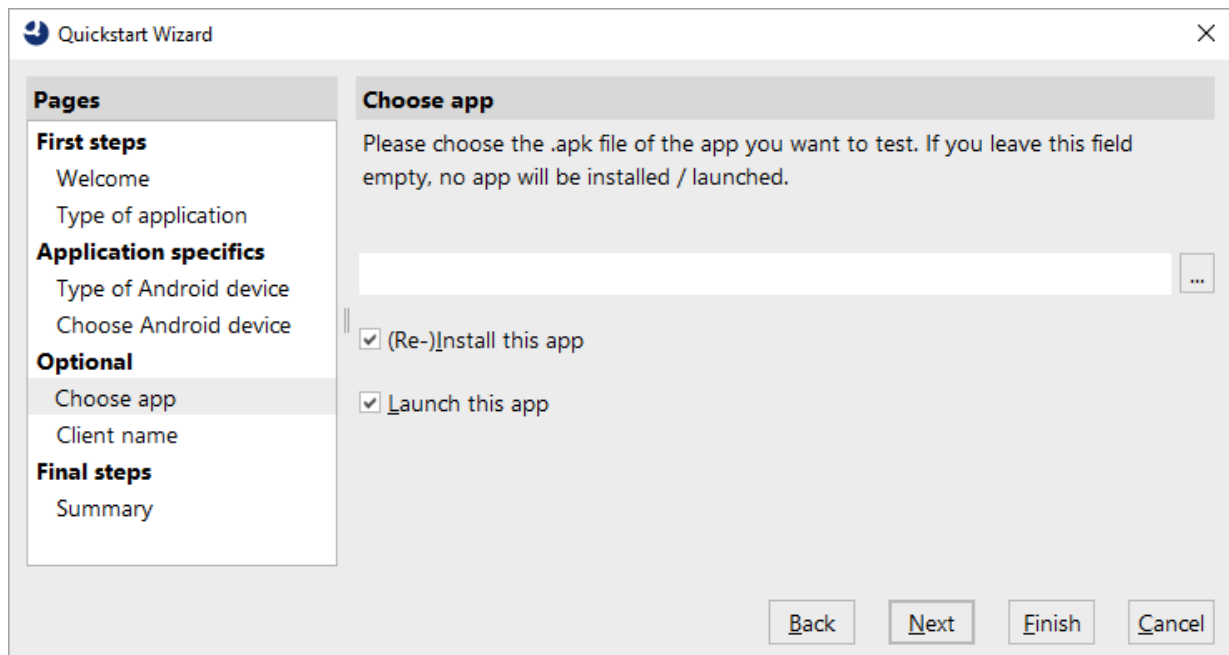 Quickstart Wizard
Pages
First steps
Welcome
Type of application
Application specifics
Type of Android device
Choose Android device
Optional
Choose app
Client name
Final steps
Summary
Choose app
Please choose the .apk file of the app you want to test. If you leave this field
empty, no app will be installed / launched.
...
(Re-)Install this app
Launch this app
Back Next Finish Cancel